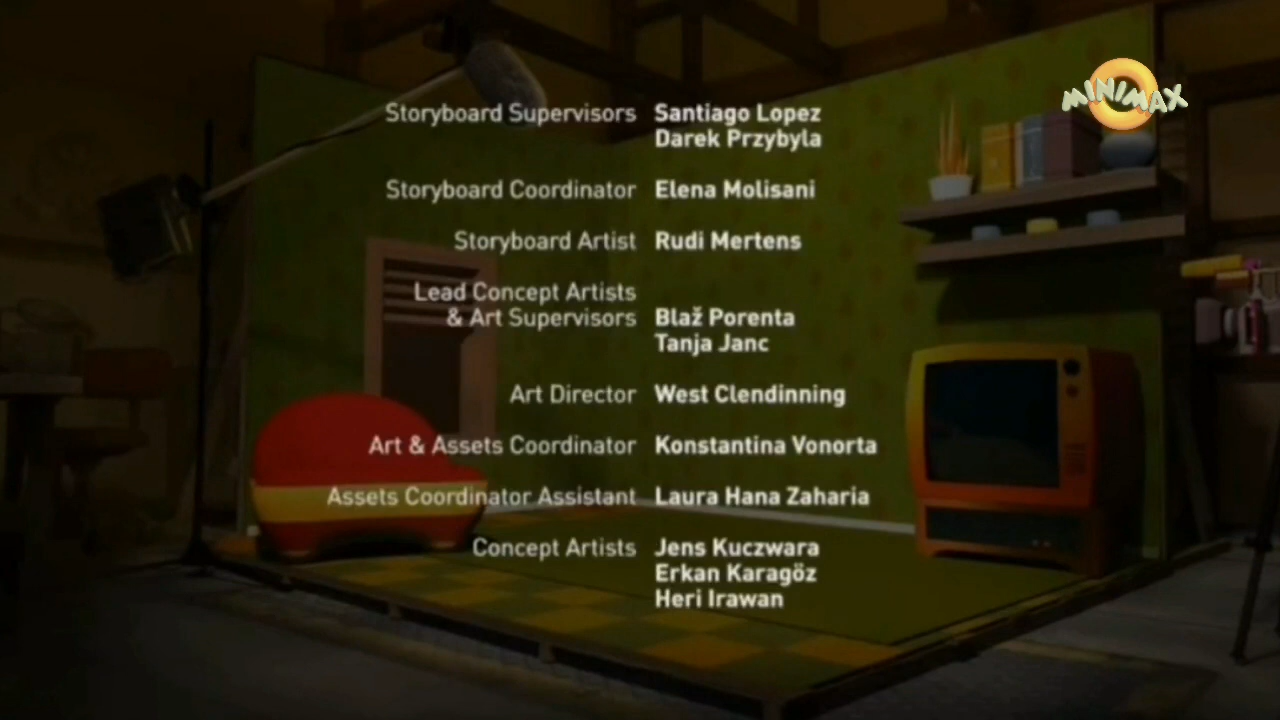 MINIMAX
Storyboard Supervisors Santiago Lopez
Darek Przybyla
Storyboard Coordinator Elena Molisani
Storyboard Artist Rudi Mertens
Lead Concept Artists
& Art Supervisors Blaž Porenta
Tanja Janc
Art Director West Clendinning
Art & Assets Coordinator Konstantina Vonorta
Assets Coordinator Assistant Laura Hana Zaharia
Concept Artists Jens Kuczwara
Erkan Karagöz
Heri Irawan